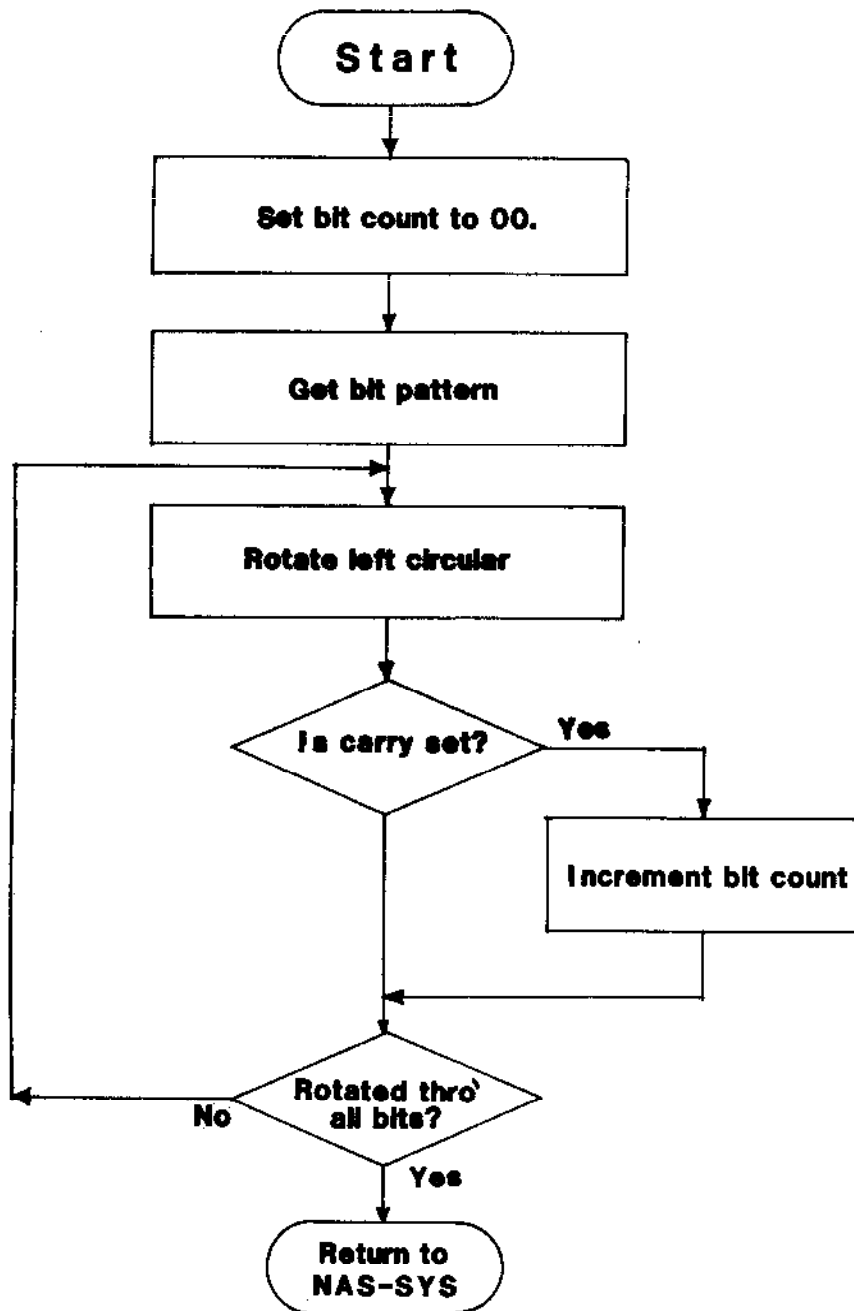 Start
Set bit count to 00.
Get bit pattern
Rotate left circular
Is carry set?
Yes
Increment bit count
Rotated thro'
all bits?
No
Yes
Return to
NAS-SYS